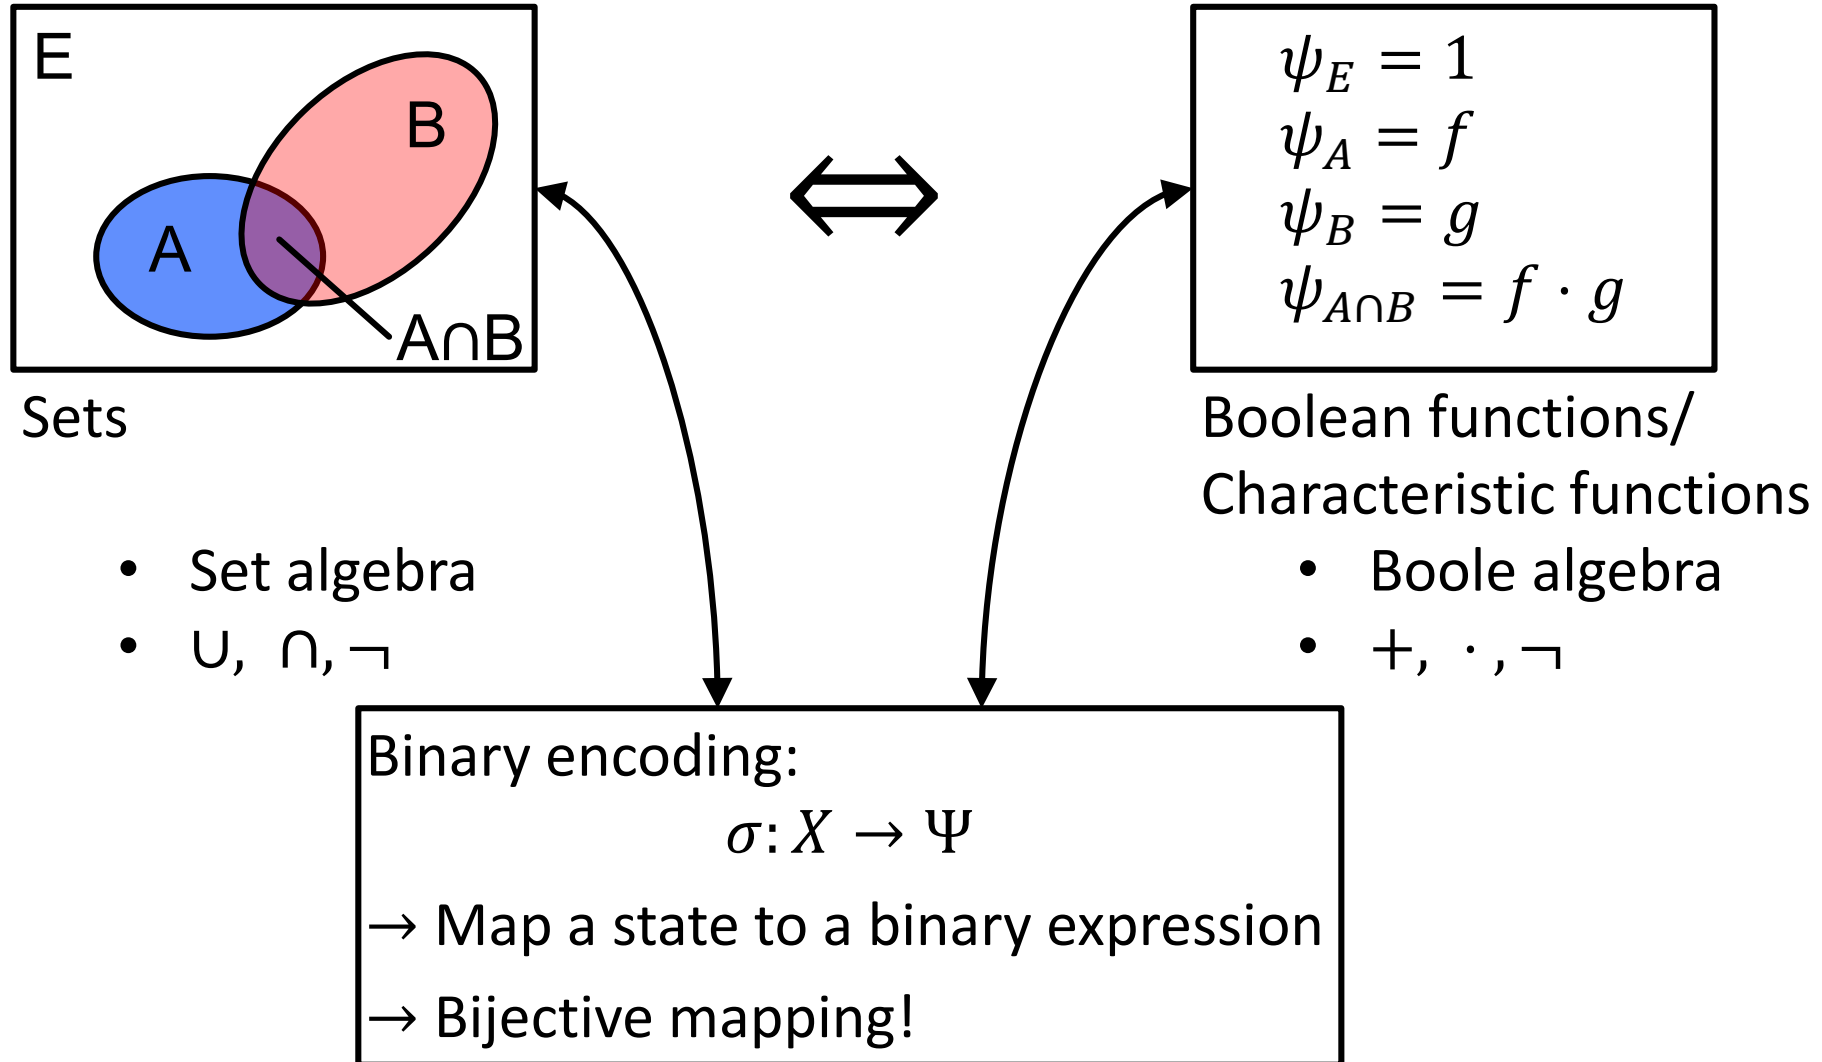 E
B
A
A∩B
Sets
• Set algebra
• ∪, ∩, ¬
ψ_E = 1
ψ_A = f
ψ_B = g
ψ_{A∩B} = f · g
Boolean functions/
Characteristic functions
• Boole algebra
• +, · , ¬
Binary encoding:
σ: X → Ψ
→ Map a state to a binary expression
→ Bijective mapping!